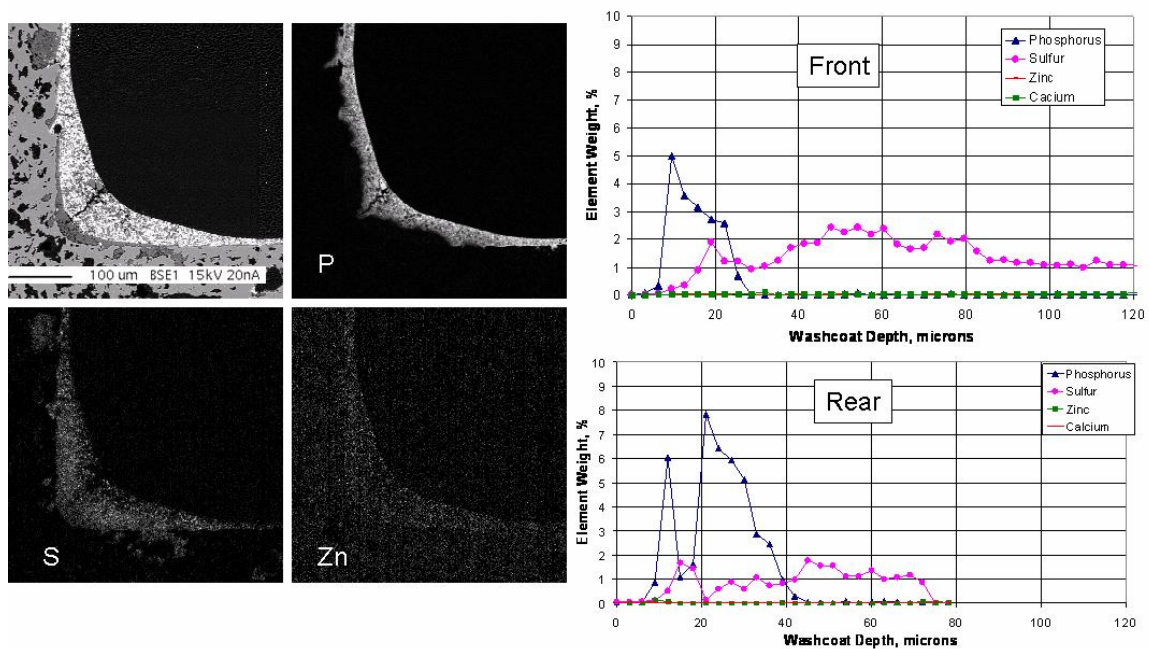 100 um BSE1 15kV 20nA
P
S
Zn
Front
Phosphorus
Sulfur
Zinc
Cacium
Element Weight, %
10
9
8
7
6
5
4
3
2
1
0
0 20 40 60 80 100 120
Washcoat Depth, microns
Rear
Phosphorus
Sulfur
Zinc
Calcium
Element Weight, %
10
9
8
7
6
5
4
3
2
1
0
0 20 40 60 80 100 120
Washcoat Depth, microns